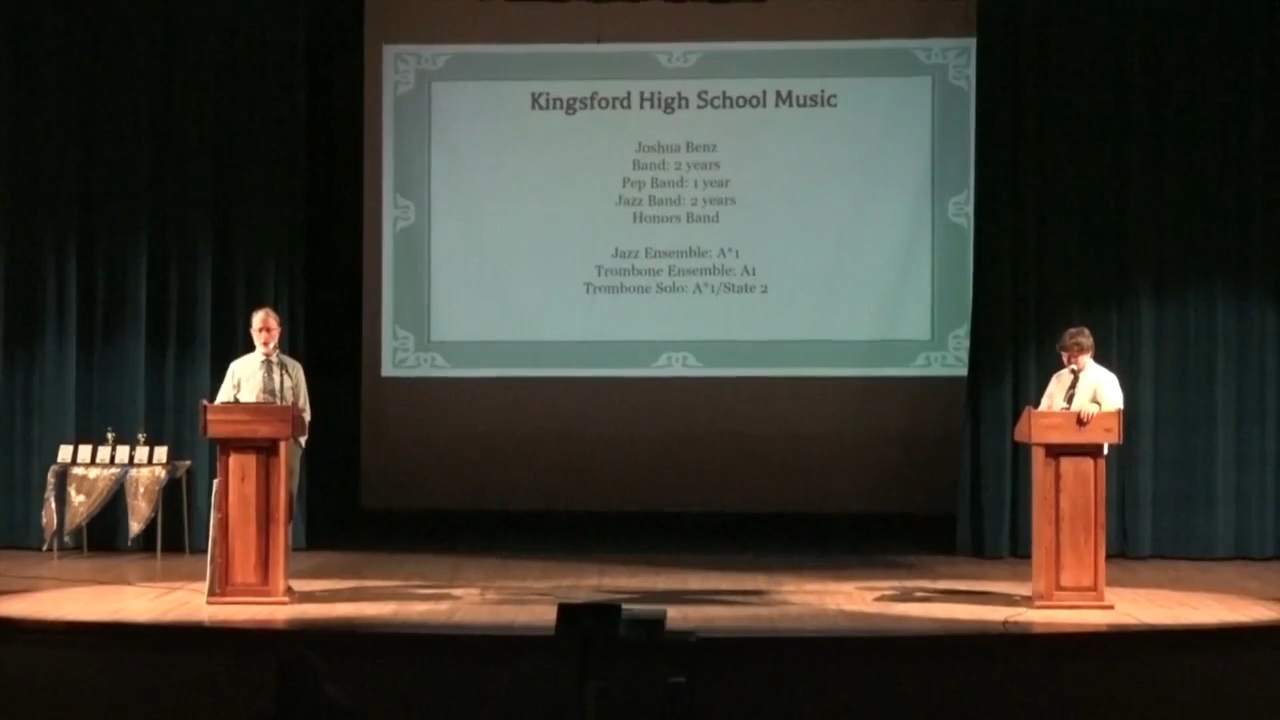 Kingsford High School Music
Joshua Benz
Band: 2 years
Pep Band: 1 year
Jazz Band: 2 years
Honors Band
Jazz Ensemble: A*1
Trombone Ensemble: A1
Trombone Solo: A*1/State 2